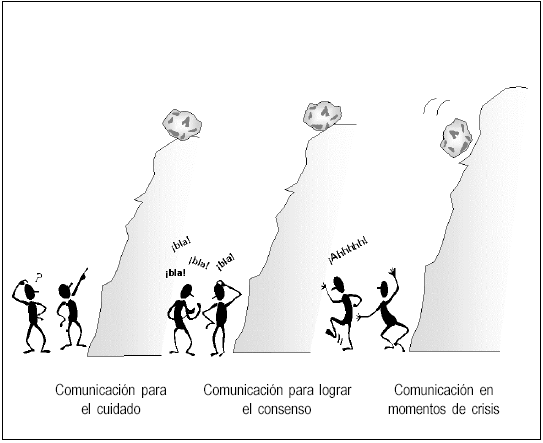 ?
¡bla!
¡bla!
¡bla!
¡bla!
¡Ahhhhh!
Comunicación para
el cuidado
Comunicación para lograr
el consenso
Comunicación en
momentos de crisis